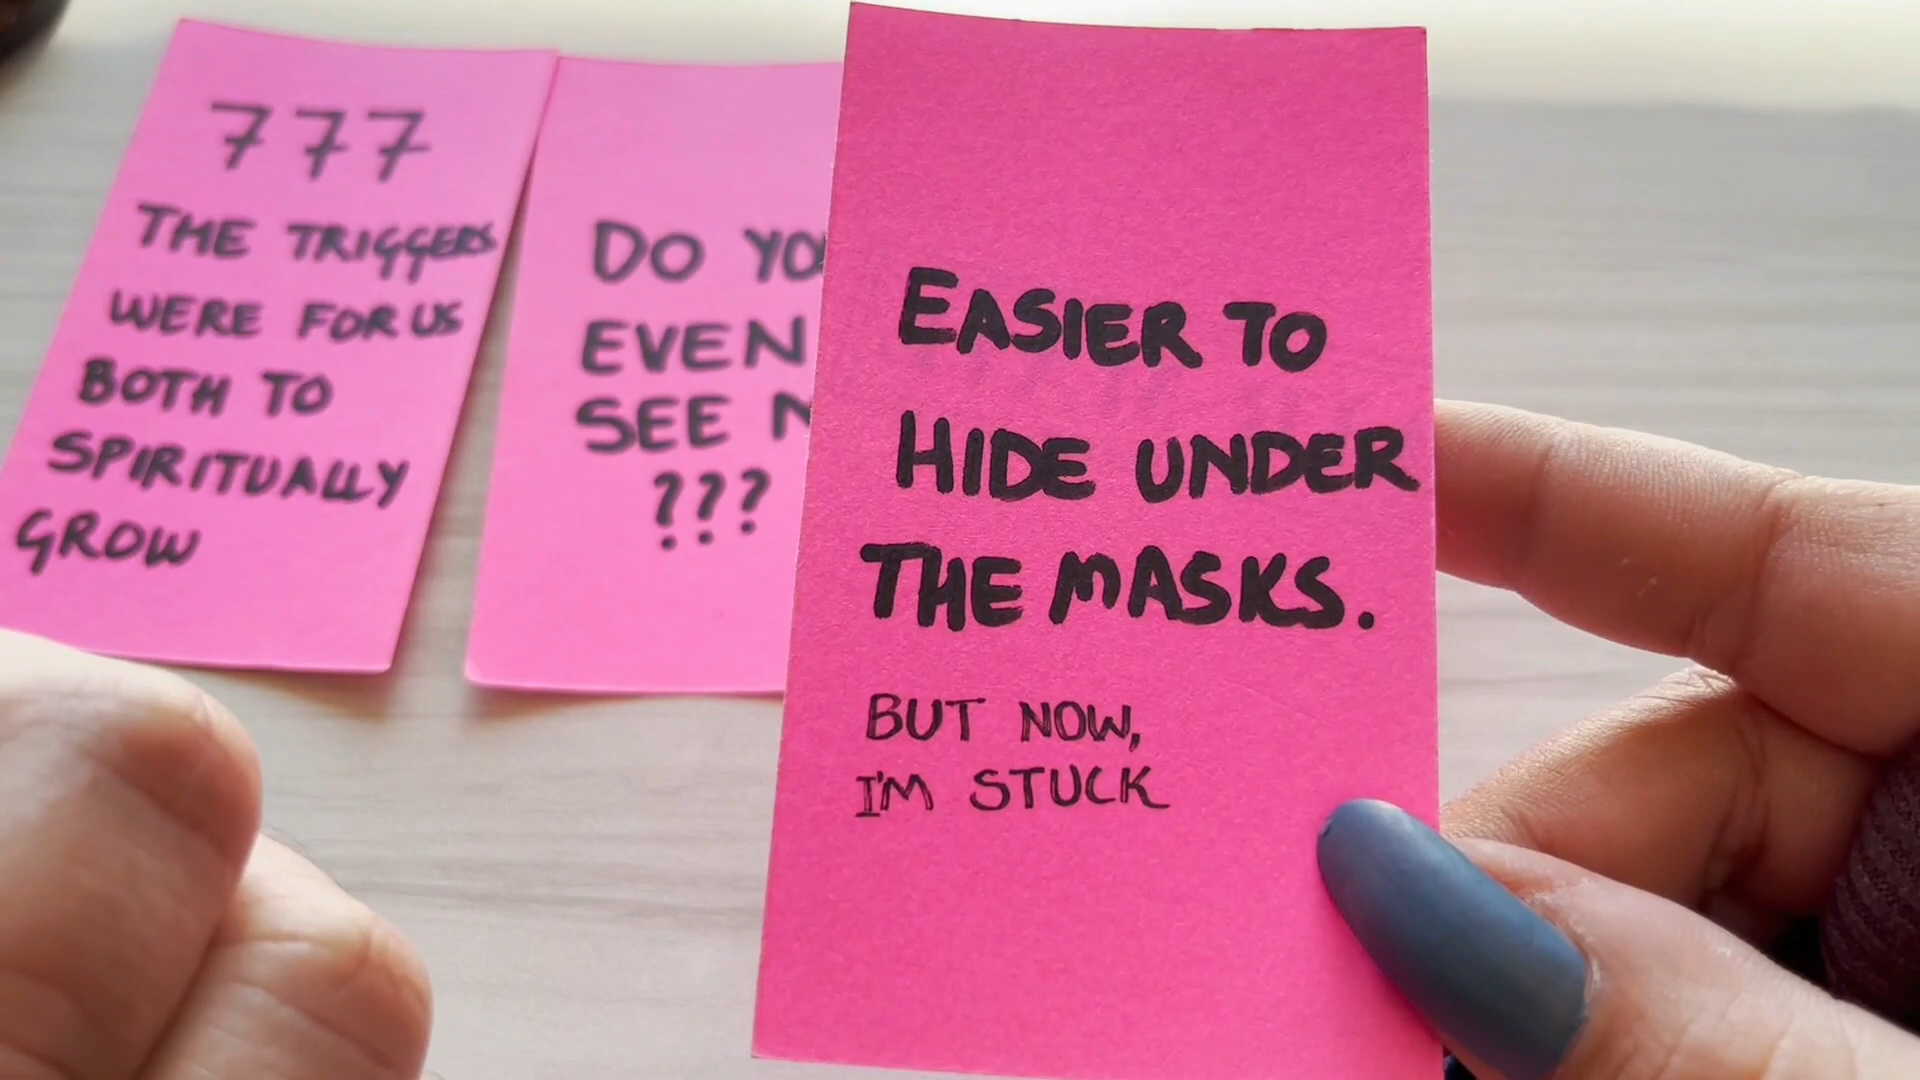 777
THE TRIGGERS
WERE FOR US
BOTH TO
SPIRITUALLY
GROW
DO
EVEN
SEE
???
EASIER TO
HIDE UNDER
THE MASKS.
BUT NOW,
I'M STUCK